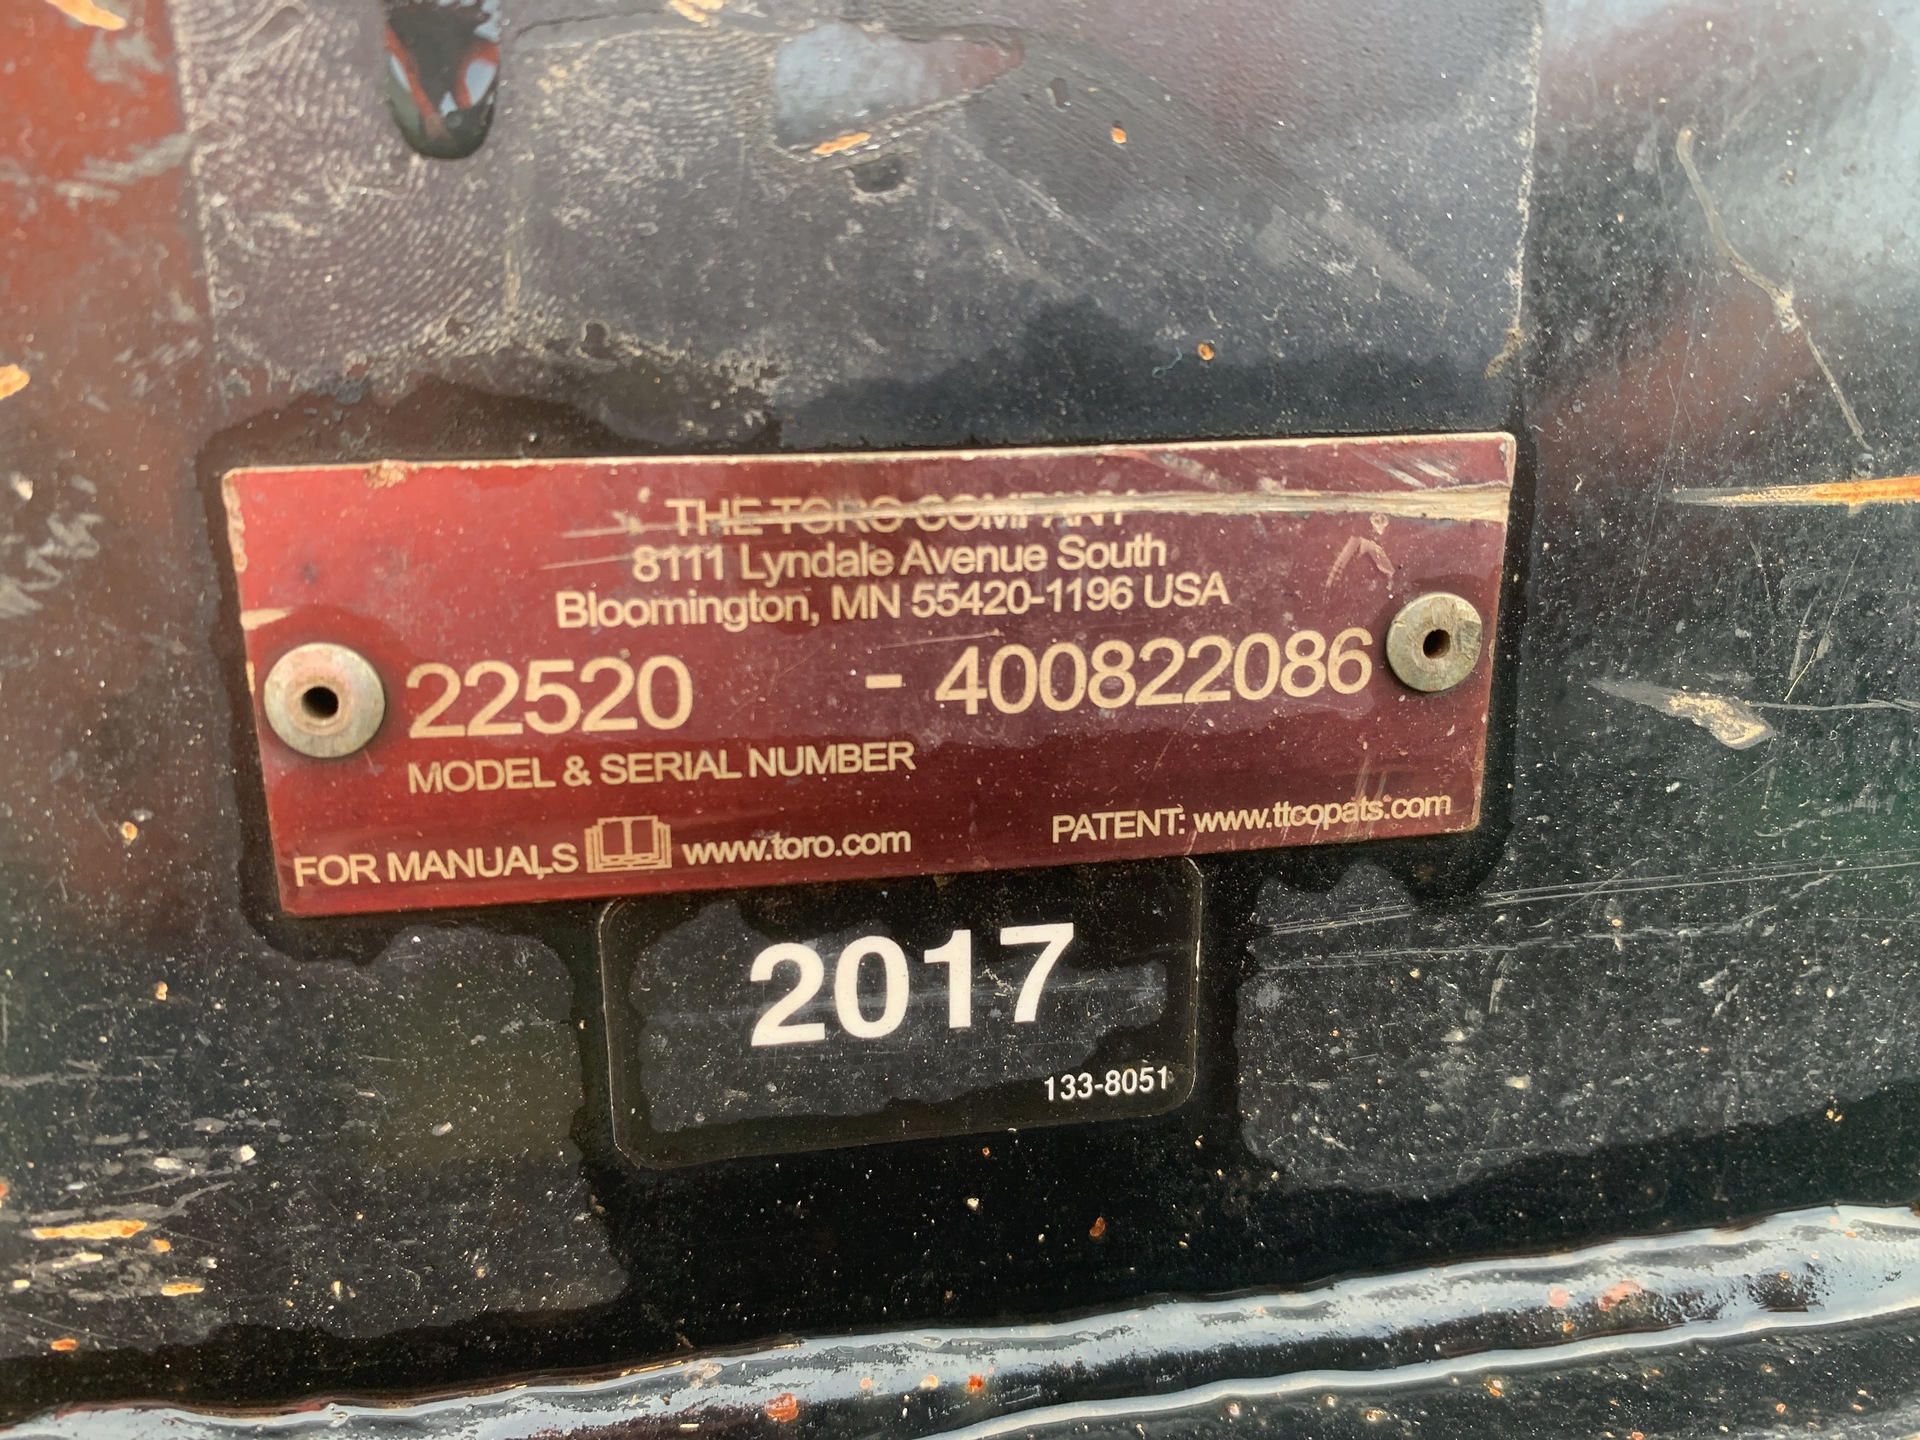 THE TORO COMPANY
8111 Lyndale Avenue South
Bloomington, MN 55420-1196 USA
22520 - 400822086
MODEL & SERIAL NUMBER
FOR MANUALS www.toro.com
PATENT: www.ttcopats.com
2017
133-8051